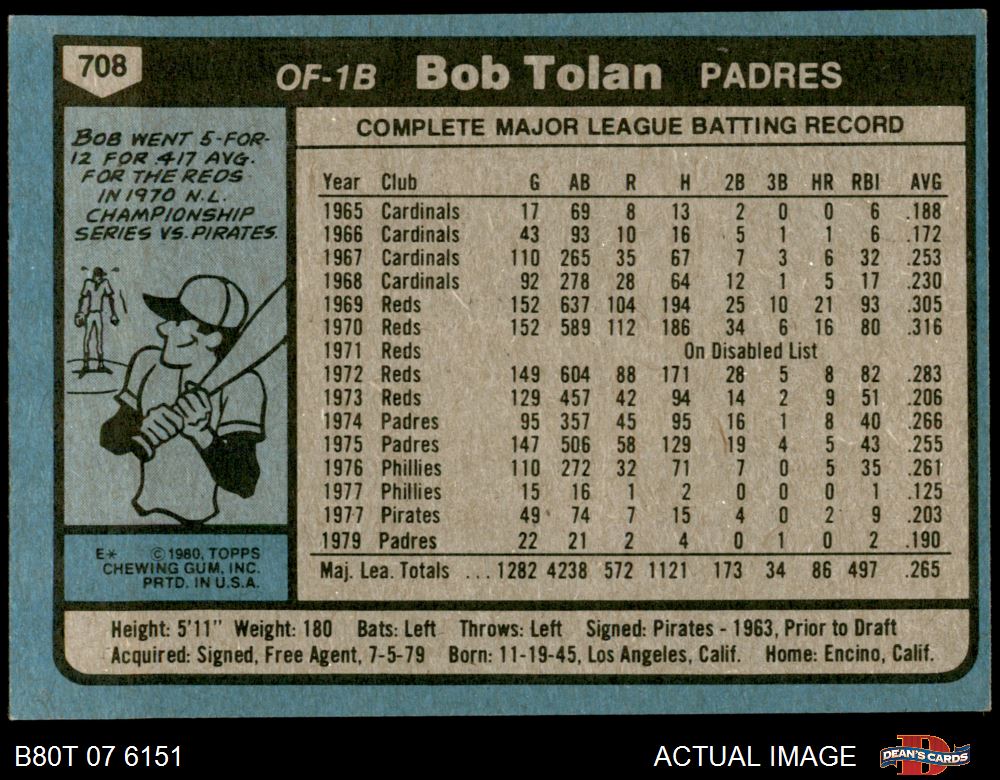 708
OF-1B Bob Tolan PADRES
BOB WENT 5-FOR-
12 FOR .417 AVG.
FOR THE REDS
IN 1970 N.L.
CHAMPIONSHIP
SERIES VS. PIRATES.
E* © 1980, TOPPS
CHEWING GUM, INC.
PRTD. IN U.S.A.
COMPLETE MAJOR LEAGUE BATTING RECORD
Year Club G AB R H 2B 3B HR RBI AVG
1965 Cardinals 17 69 8 13 2 0 0 6 .188
1966 Cardinals 43 93 10 16 5 1 1 6 .172
1967 Cardinals 110 265 35 67 7 3 6 32 .253
1968 Cardinals 92 278 28 64 12 1 5 17 .230
1969 Reds 152 637 104 194 25 10 21 93 .305
1970 Reds 152 589 112 186 34 6 16 80 .316
1971 Reds On Disabled List
1972 Reds 149 604 88 171 28 5 8 82 .283
1973 Reds 129 457 42 94 14 2 9 51 .206
1974 Padres 95 357 45 95 16 1 8 40 .266
1975 Padres 147 506 58 129 19 4 5 43 .255
1976 Phillies 110 272 32 71 7 0 5 35 .261
1977 Phillies 15 16 1 2 0 0 0 1 .125
1977 Pirates 49 74 7 15 4 0 2 9 .203
1979 Padres 22 21 2 4 0 1 0 2 .190
Maj. Lea. Totals ... 1282 4238 572 1121 173 34 86 497 .265
Height: 5'11" Weight: 180 Bats: Left Throws: Left Signed: Pirates - 1963, Prior to Draft
Acquired: Signed, Free Agent, 7-5-79 Born: 11-19-45, Los Angeles, Calif. Home: Encino, Calif.
B80T 07 6151 ACTUAL IMAGE DEAN'S CARDS